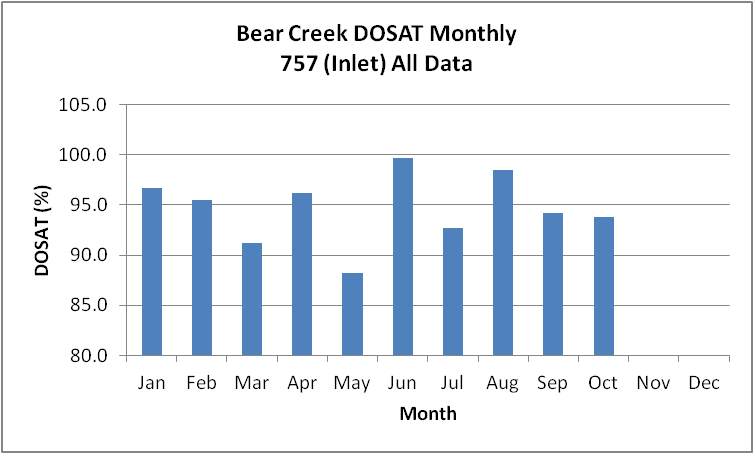 Bear Creek DOSAT Monthly
757 (Inlet) All Data
DOSAT (%)
105.0
100.0
95.0
90.0
85.0
80.0
Jan Feb Mar Apr May Jun Jul Aug Sep Oct Nov Dec
Month